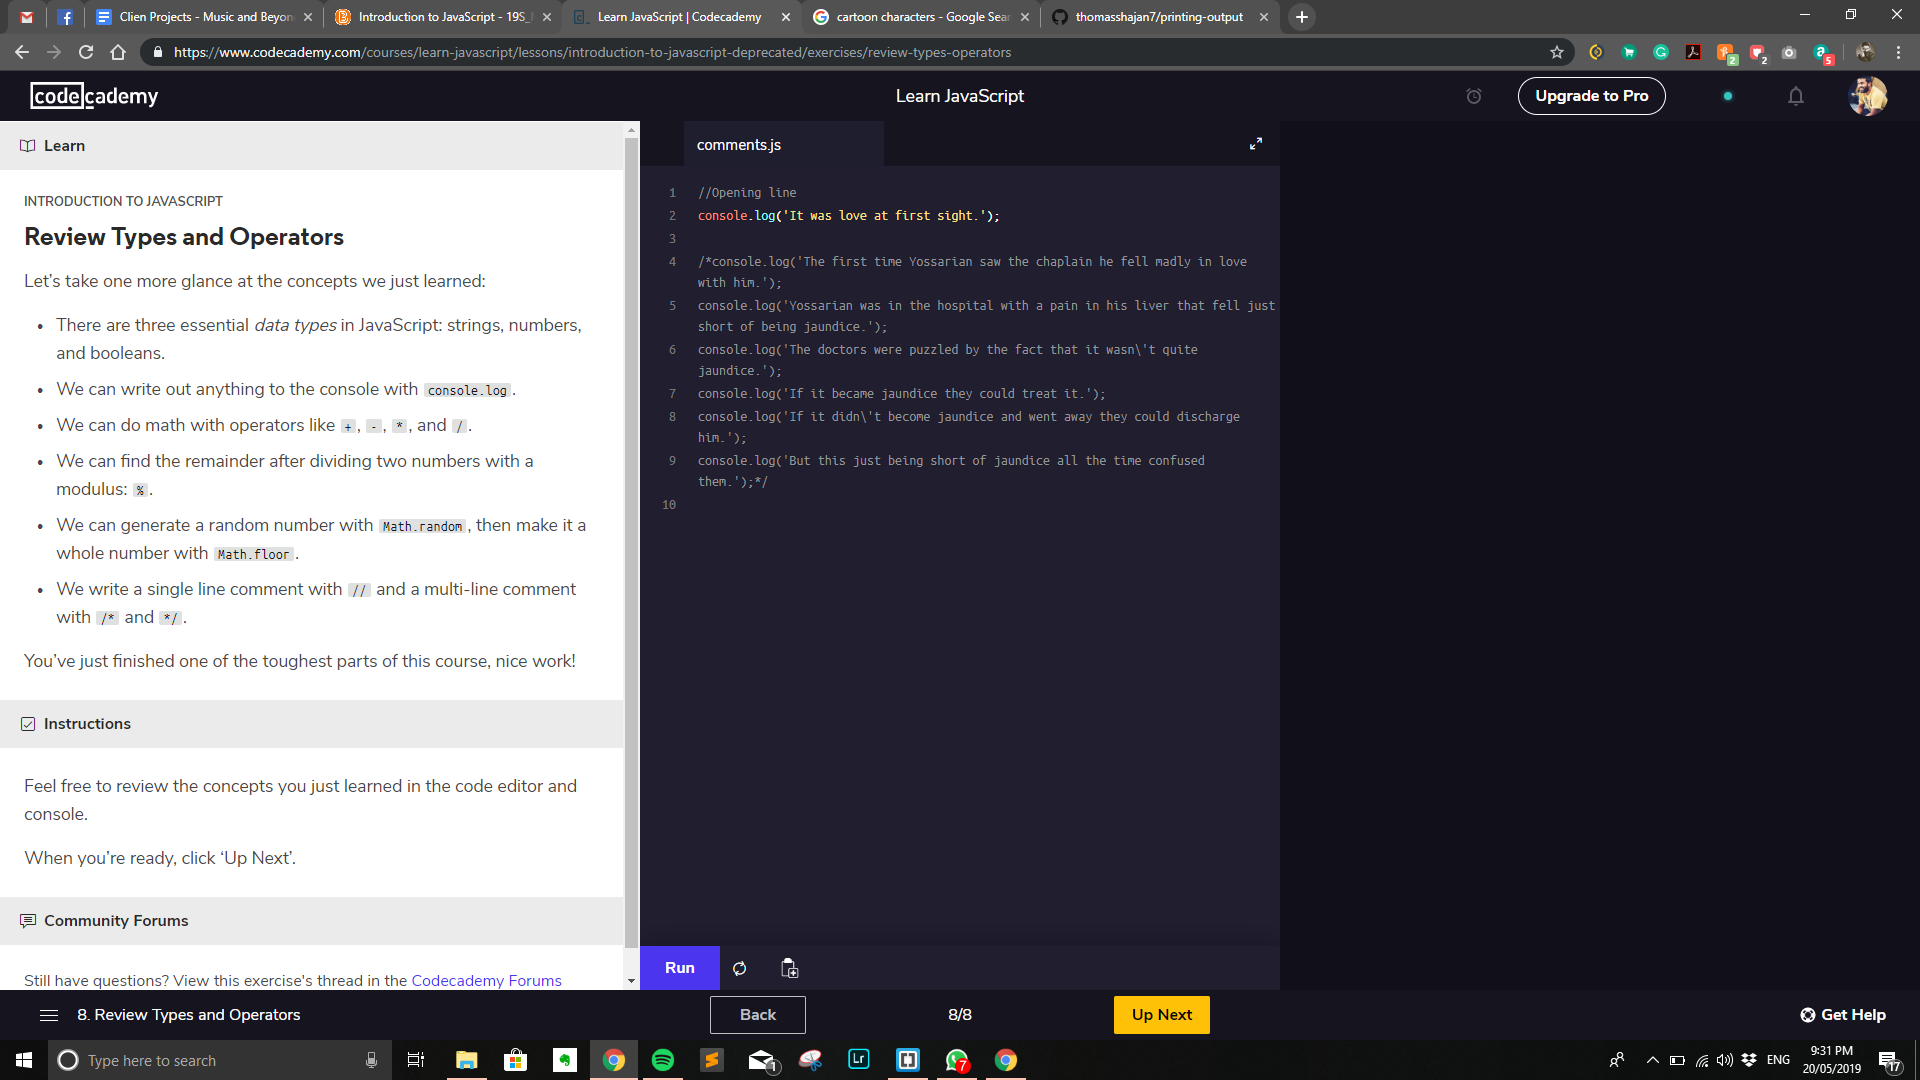 Clien Projects - Music and Beyon
Introduction to JavaScript - 19S_
Learn JavaScript | Codecademy
cartoon characters - Google Sear
thomasshajan7/printing-output
https://www.codecademy.com/courses/learn-javascript/lessons/introduction-to-javascript-deprecated/exercises/review-types-operators
2
2
5
codecademy
Learn JavaScript
Upgrade to Pro
Learn
INTRODUCTION TO JAVASCRIPT
Review Types and Operators
Let’s take one more glance at the concepts we just learned:
• There are three essential data types in JavaScript: strings, numbers,
and booleans.
• We can write out anything to the console with console.log.
• We can do math with operators like +, -, *, and /.
• We can find the remainder after dividing two numbers with a
modulus: %.
• We can generate a random number with Math.random, then make it a
whole number with Math.floor.
• We write a single line comment with // and a multi-line comment
with /* and */.
You’ve just finished one of the toughest parts of this course, nice work!
Instructions
Feel free to review the concepts you just learned in the code editor and
console.
When you’re ready, click ‘Up Next’.
Community Forums
Still have questions? View this exercise's thread in the Codecademy Forums
comments.js
1 //Opening line
2 console.log('It was love at first sight.');
3
4 /*console.log('The first time Yossarian saw the chaplain he fell madly in love
with him.');
5 console.log('Yossarian was in the hospital with a pain in his liver that fell just
short of being jaundice.');
6 console.log('The doctors were puzzled by the fact that it wasn\'t quite
jaundice.');
7 console.log('If it became jaundice they could treat it.');
8 console.log('If it didn\'t become jaundice and went away they could discharge
him.');
9 console.log('But this just being short of jaundice all the time confused
them.');*/
10
Run
8. Review Types and Operators
Back
8/8
Up Next
Get Help
Type here to search
1
Lr
7
ENG
9:31 PM
20/05/2019
17